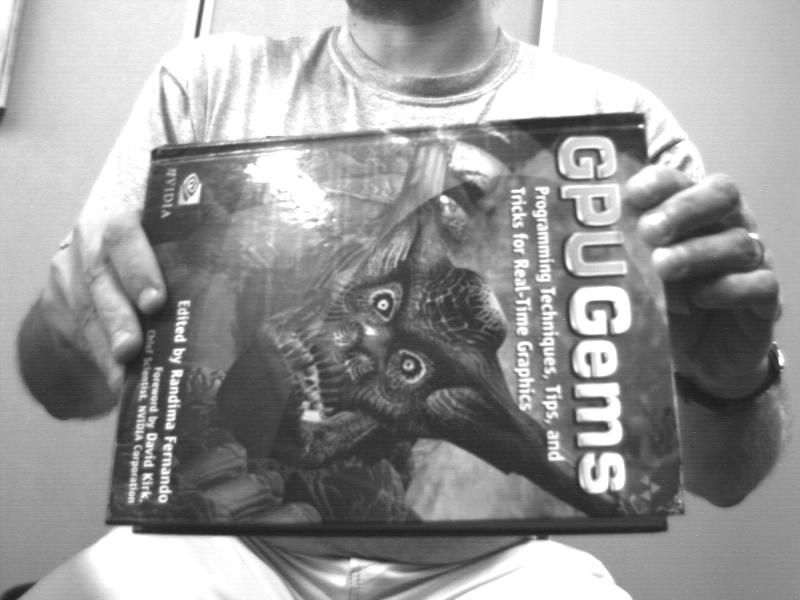 GPU Gems
Programming Techniques, Tips, and
Tricks for Real-Time Graphics
Edited by Randima Fernando
Foreword by David Kirk,
Chief Scientist, NVIDIA Corporation
NVIDIA